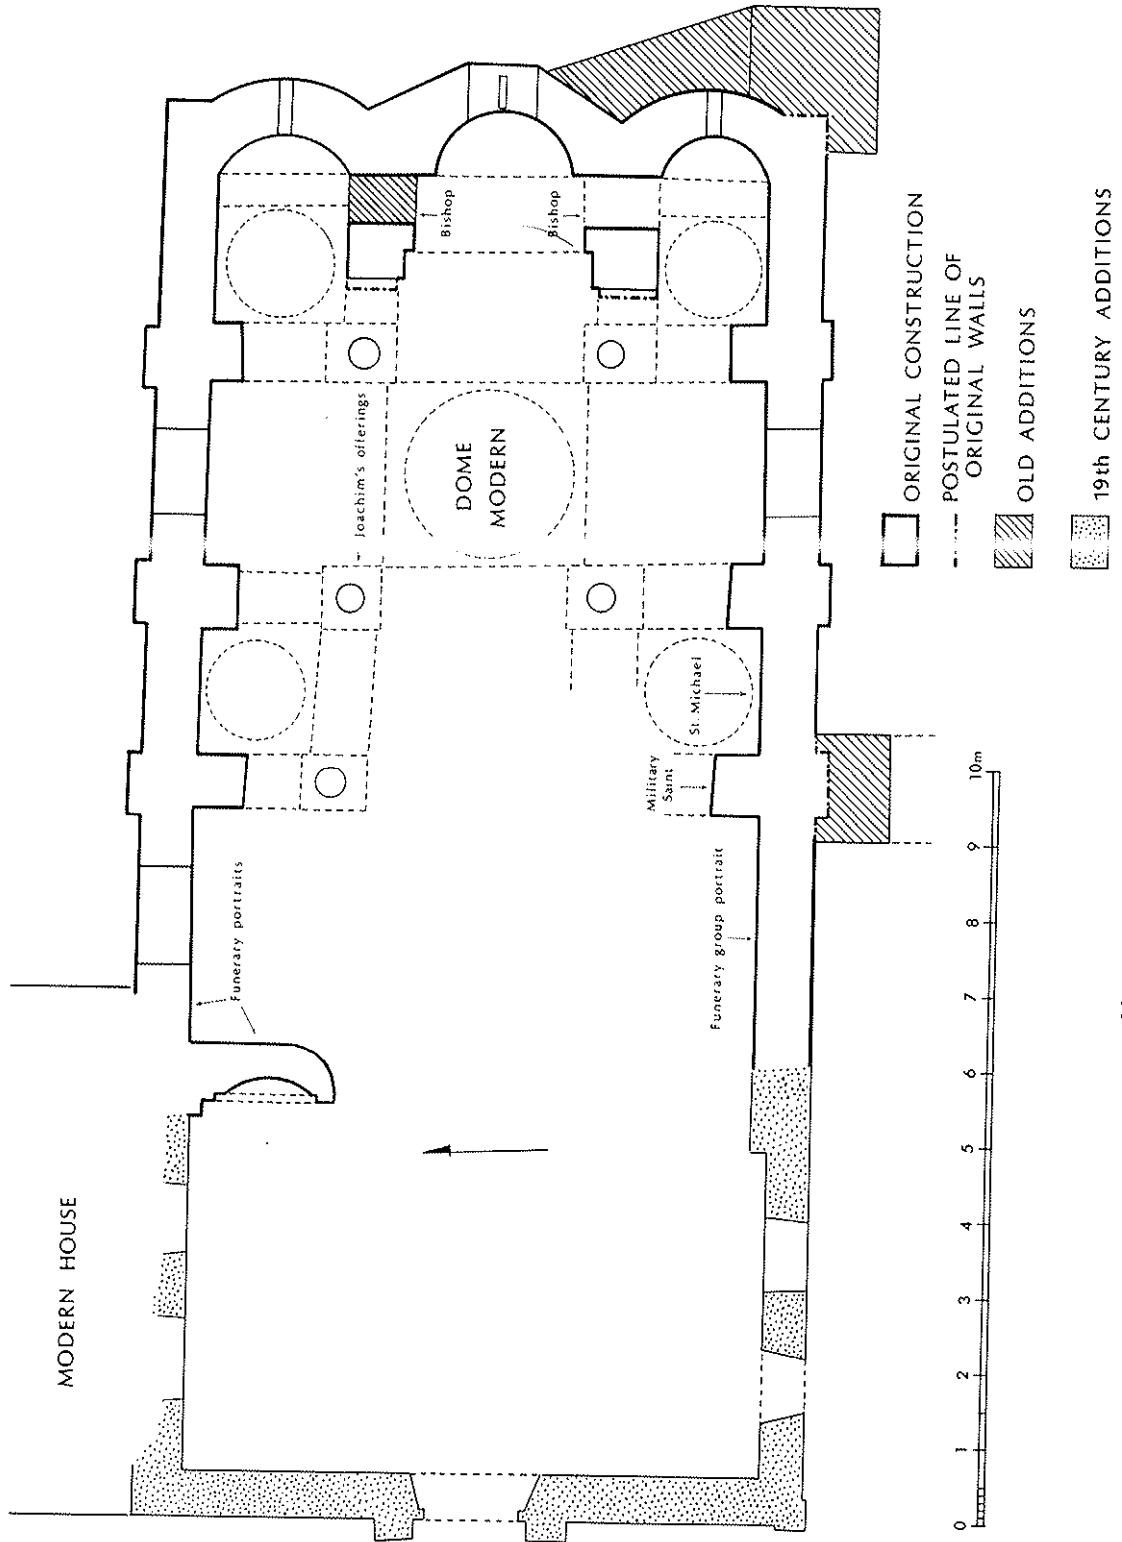 MODERN HOUSE
Funerary portraits
Joachim's offerings
Bishop
Bishop
DOME
MODERN
St. Michael
Military
Saint
Funerary group portrait
0 1 2 3 4 5 6 7 8 9 10m
ORIGINAL CONSTRUCTION
POSTULATED LINE OF
ORIGINAL WALLS
OLD ADDITIONS
19th CENTURY ADDITIONS